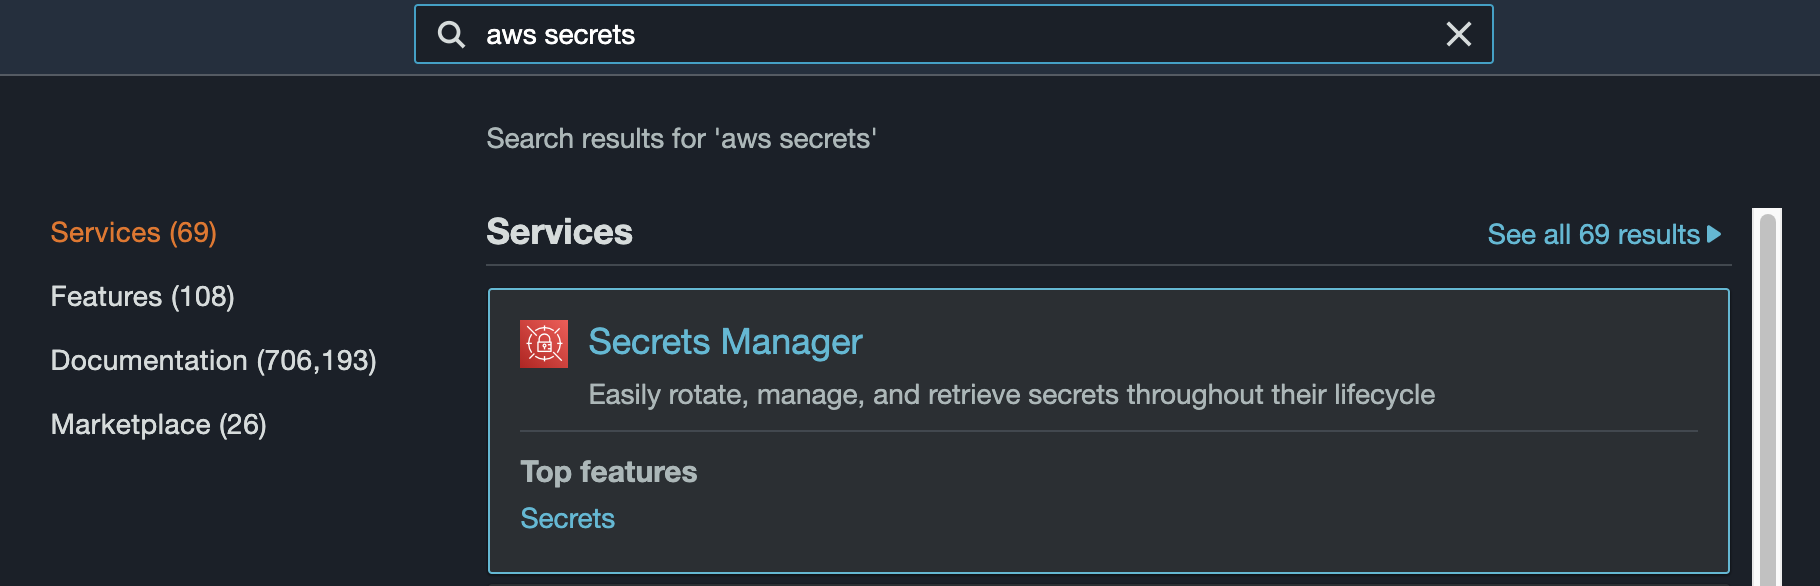 aws secrets
Search results for 'aws secrets'
Services (69)
Features (108)
Documentation (706,193)
Marketplace (26)
Services
See all 69 results
Secrets Manager
Easily rotate, manage, and retrieve secrets throughout their lifecycle
Top features
Secrets